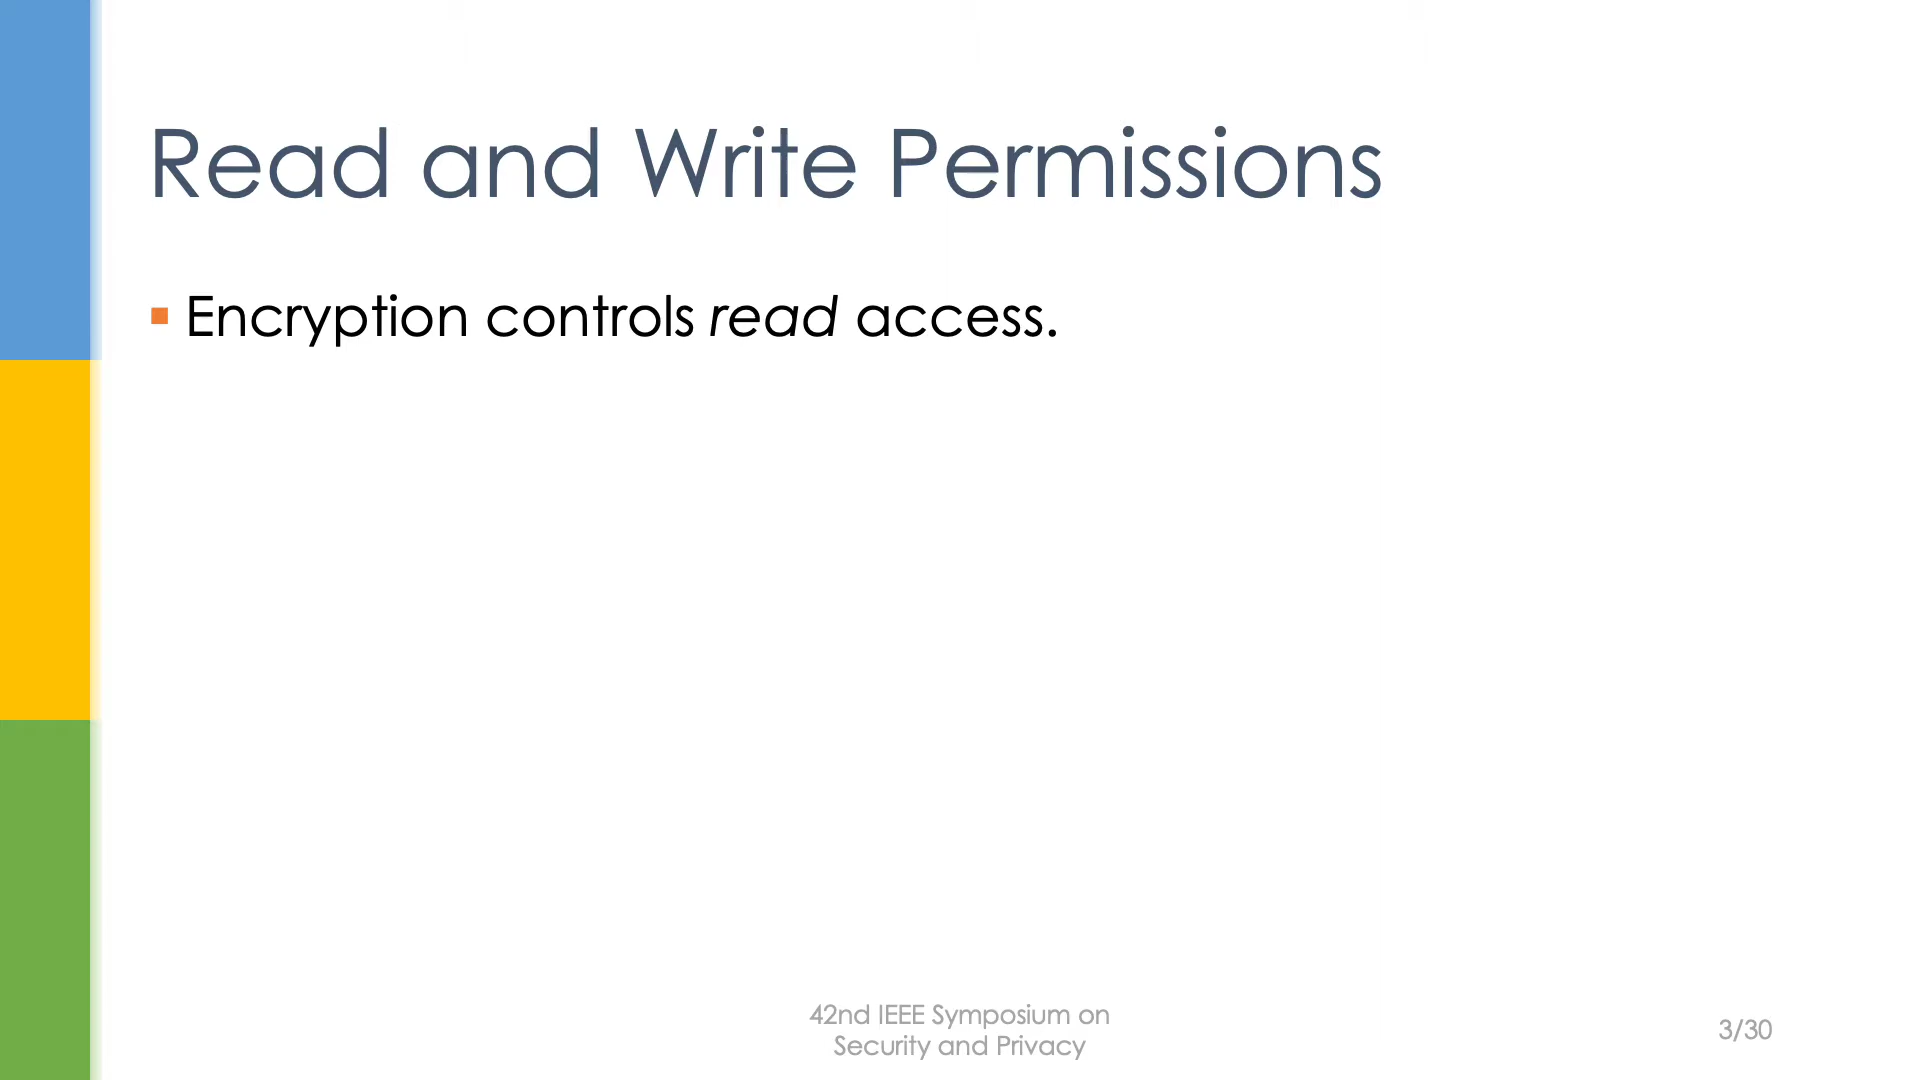 Read and Write Permissions
Encryption controls read access.
42nd IEEE Symposium on
Security and Privacy
3/30